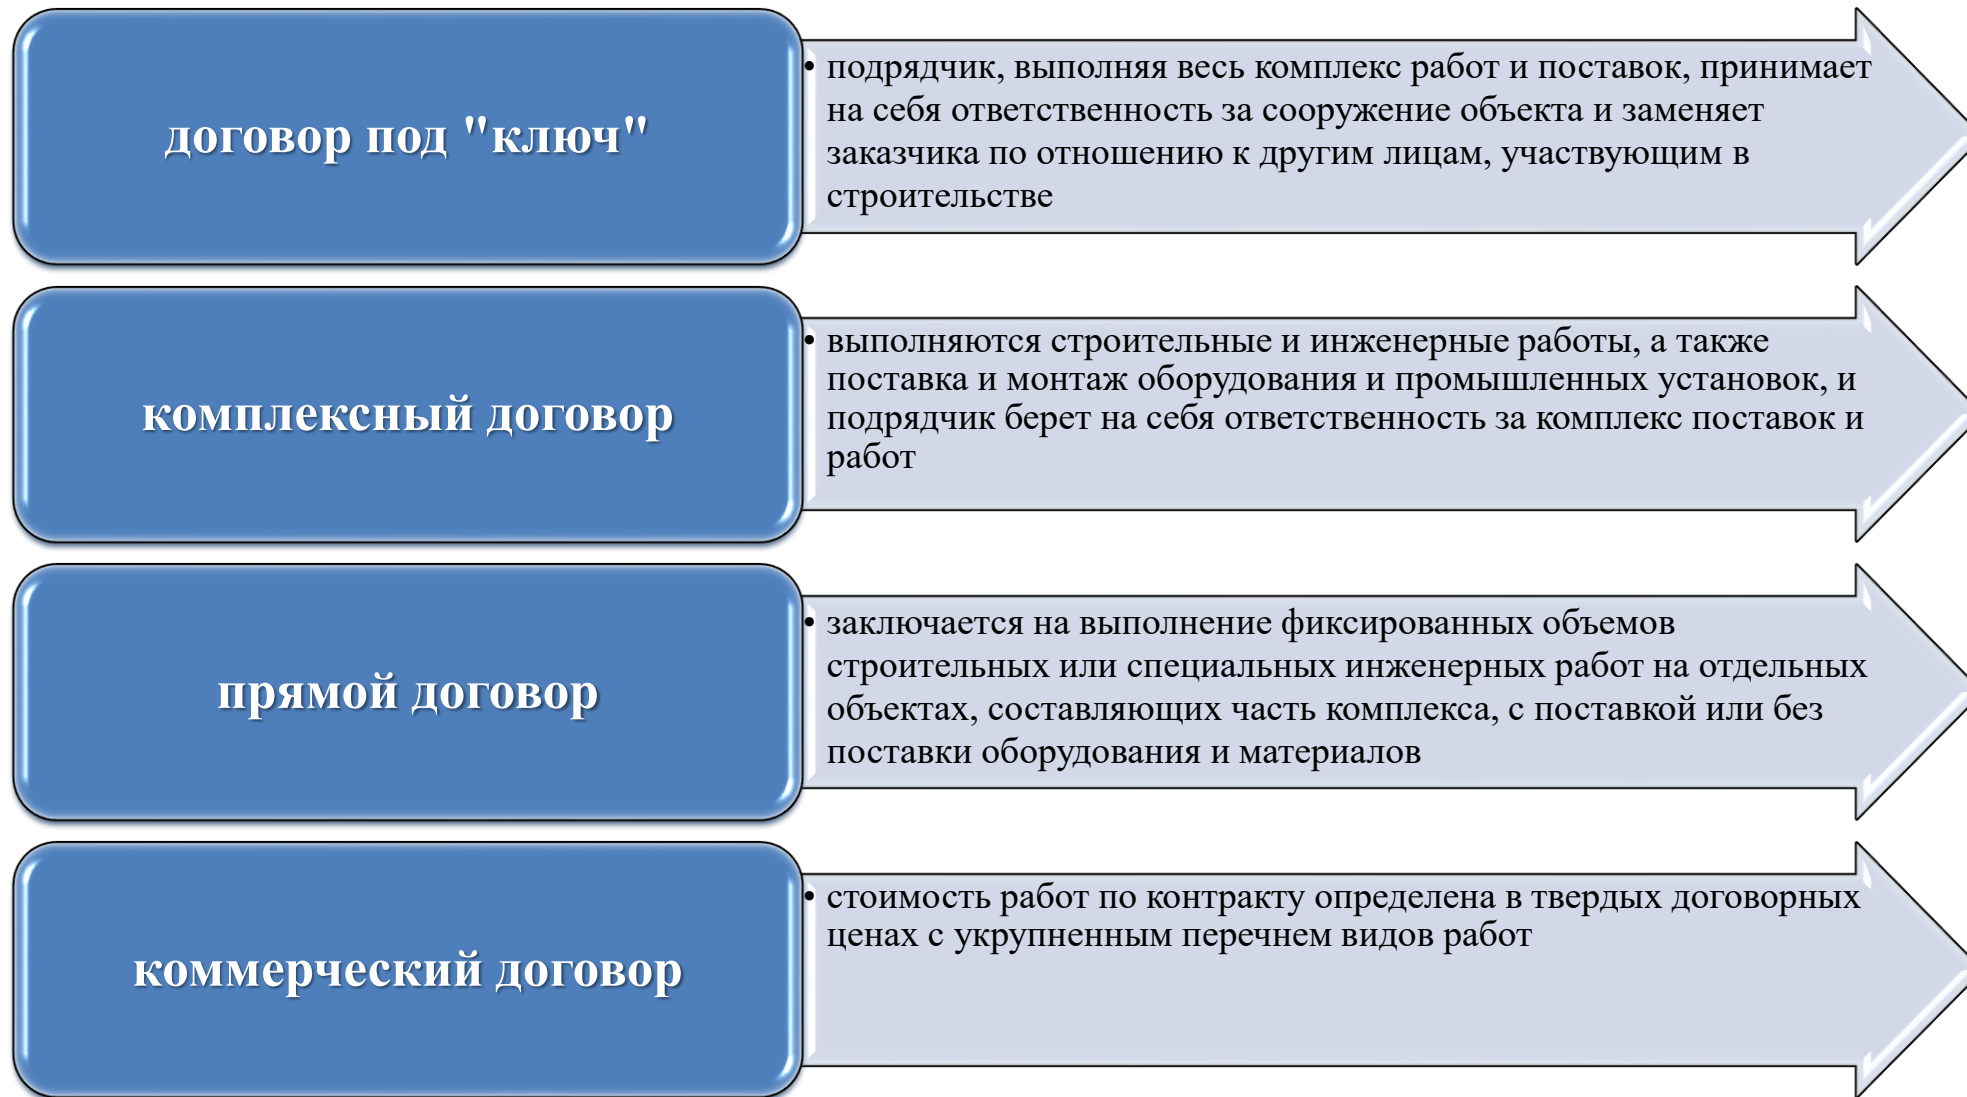 договор под "ключ"
• подрядчик, выполняя весь комплекс работ и поставок, принимает
на себя ответственность за сооружение объекта и заменяет
заказчика по отношению к другим лицам, участвующим в
строительстве
комплексный договор
• выполняются строительные и инженерные работы, а также
поставка и монтаж оборудования и промышленных установок, и
подрядчик берет на себя ответственность за комплекс поставок и
работ
прямой договор
• заключается на выполнение фиксированных объемов
строительных или специальных инженерных работ на отдельных
объектах, составляющих часть комплекса, с поставкой или без
поставки оборудования и материалов
коммерческий договор
• стоимость работ по контракту определена в твердых договорных
ценах с укрупненным перечнем видов работ